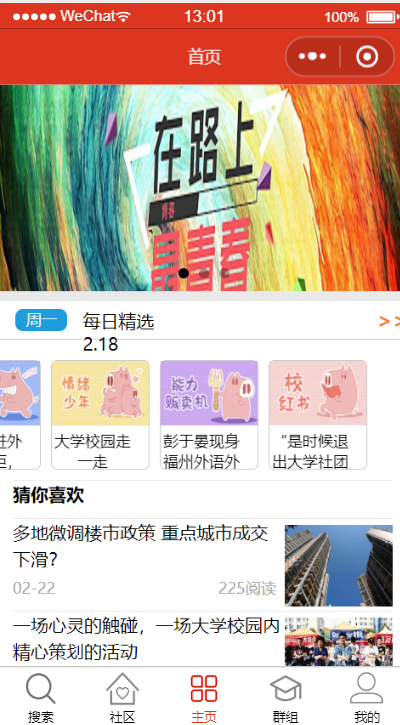 WeChat
13:01
100%
首页
在路上
青春
最青春
周一
每日精选
2.18
> >
情绪
少年
能力
贩卖机
校
红书
进外
大学校园走
一走
彭于晏现身
福州外语外
“是时候退
出大学社团
猜你喜欢
多地微调楼市政策 重点城市成交
下滑?
02-22
225阅读
一场心灵的触碰，一场大学校园内
精心策划的活动
搜索
社区
主页
群组
我的